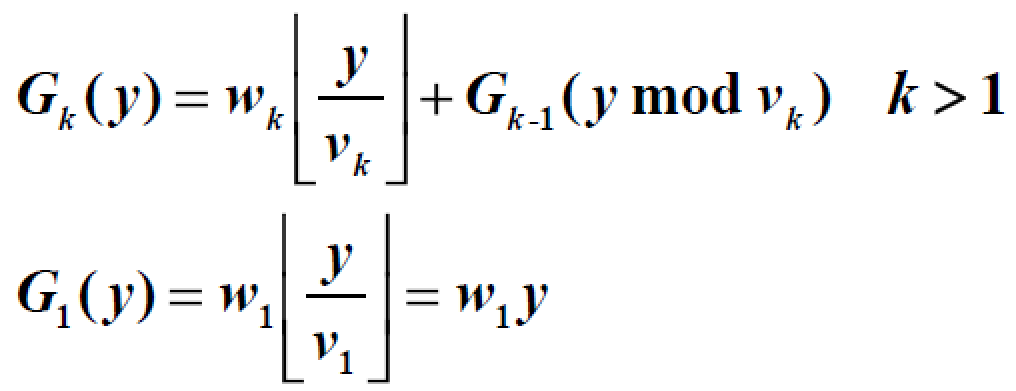 G_k(y) = w_k ⌊y/v_k⌋ + G_{k-1}(y mod v_k)   k > 1
G_1(y) = w_1 ⌊y/v_1⌋ = w_1 y